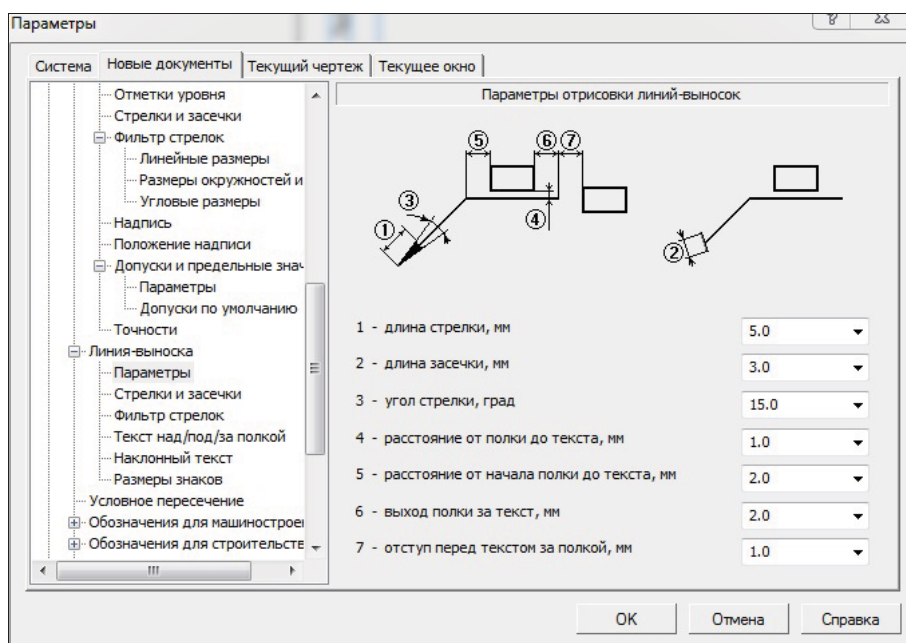 Параметры
Система Новые документы Текущий чертеж Текущее окно
Отметки уровня
Стрелки и засечки
Фильтр стрелок
Линейные размеры
Размеры окружностей и
Угловые размеры
Надпись
Положение надписи
Допуски и предельные знач
Параметры
Допуски по умолчанию
Точности
Линия-выноска
Параметры
Стрелки и засечки
Фильтр стрелок
Текст над/под/за полкой
Наклонный текст
Размеры знаков
Условное пересечение
Обозначения для машиностроен
Обозначения для строительств
Параметры отрисовки линий-выносок
5 6 7
3
1 4 2
1 - длина стрелки, мм 5.0
2 - длина засечки, мм 3.0
3 - угол стрелки, град 15.0
4 - расстояние от полки до текста, мм 1.0
5 - расстояние от начала полки до текста, мм 2.0
6 - выход полки за текст, мм 2.0
7 - отступ перед текстом за полкой, мм 1.0
OK Отмена Справка